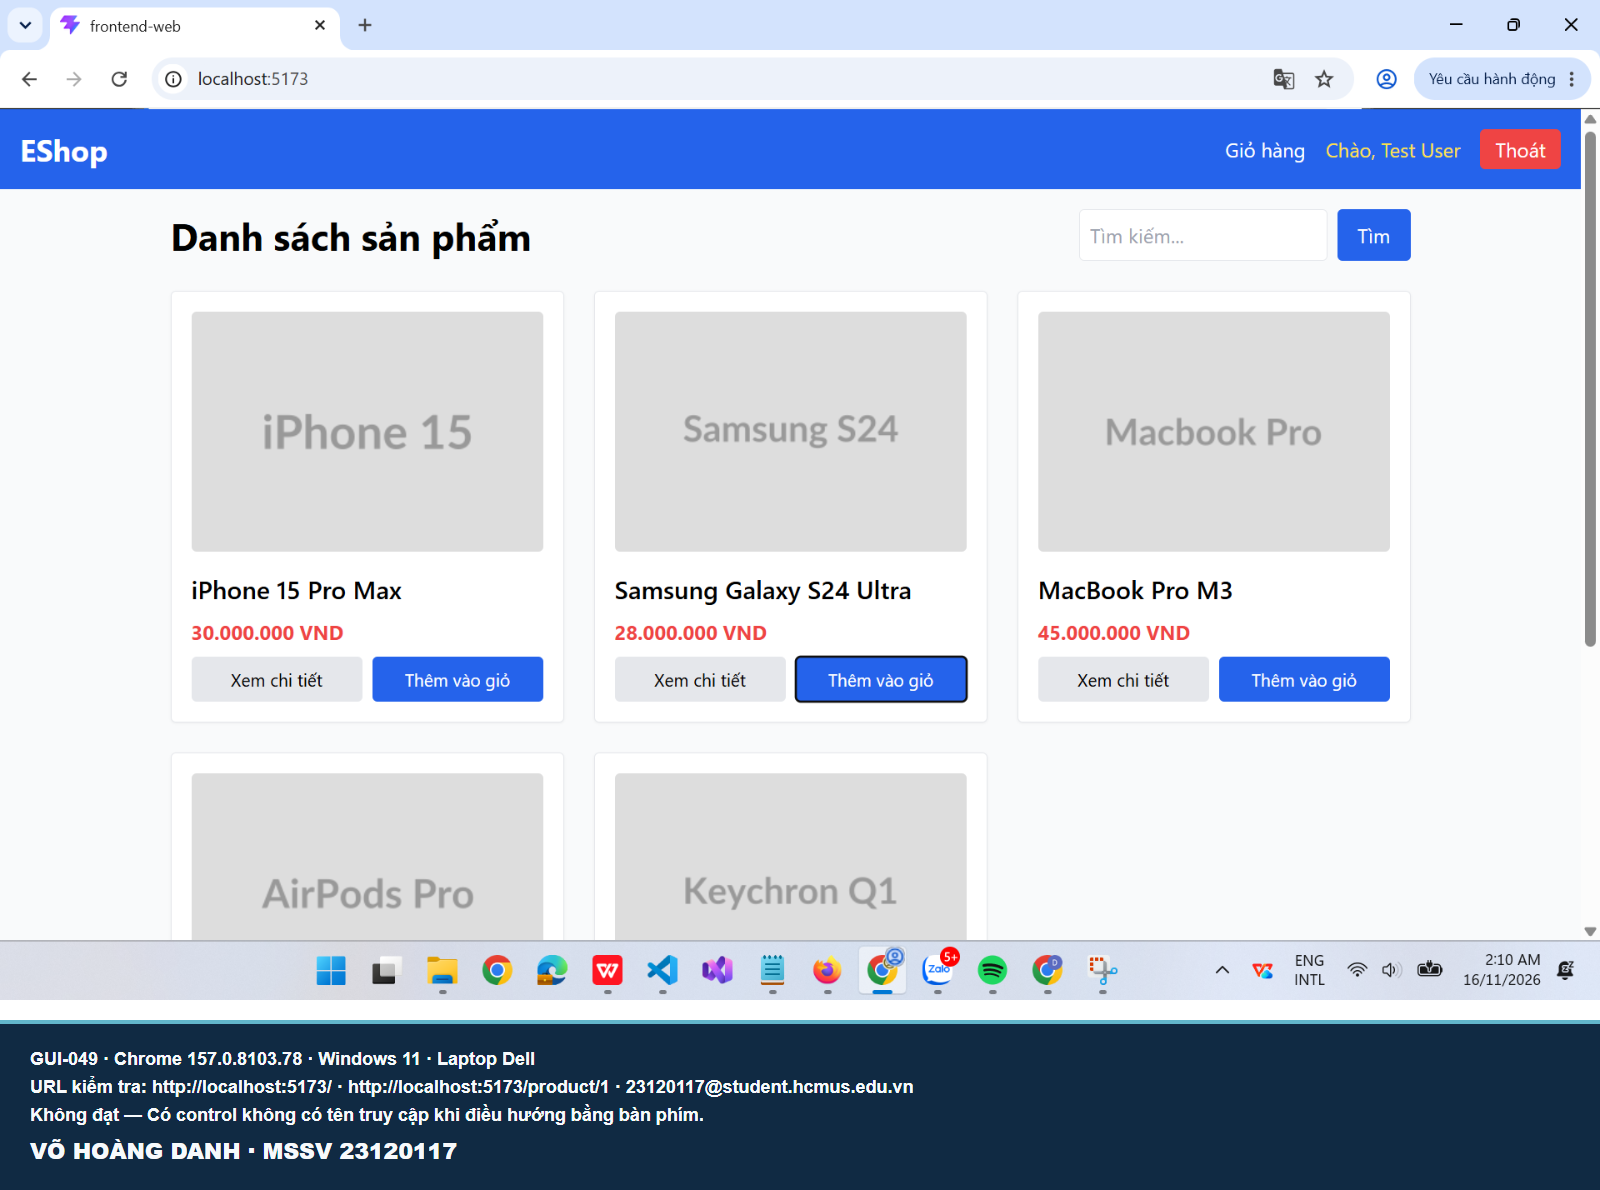 frontend-web
localhost:5173
Yêu cầu hành động
EShop
Giỏ hàng
Chào, Test User
Thoát
Danh sách sản phẩm
Tìm kiếm...
Tìm
iPhone 15
Samsung S24
Macbook Pro
iPhone 15 Pro Max
Samsung Galaxy S24 Ultra
MacBook Pro M3
30.000.000 VND
28.000.000 VND
45.000.000 VND
Xem chi tiết
Thêm vào giỏ
Xem chi tiết
Thêm vào giỏ
Xem chi tiết
Thêm vào giỏ
AirPods Pro
Keychron Q1
Zalo
5+
D
ENG
INTL
2:10 AM
16/11/2026
GUI-049 · Chrome 157.0.8103.78 · Windows 11 · Laptop Dell
URL kiểm tra: http://localhost:5173/ · http://localhost:5173/product/1 · 23120117@student.hcmus.edu.vn
Không đạt — Có control không có tên truy cập khi điều hướng bằng bàn phím.
VÕ HOÀNG DANH · MSSV 23120117